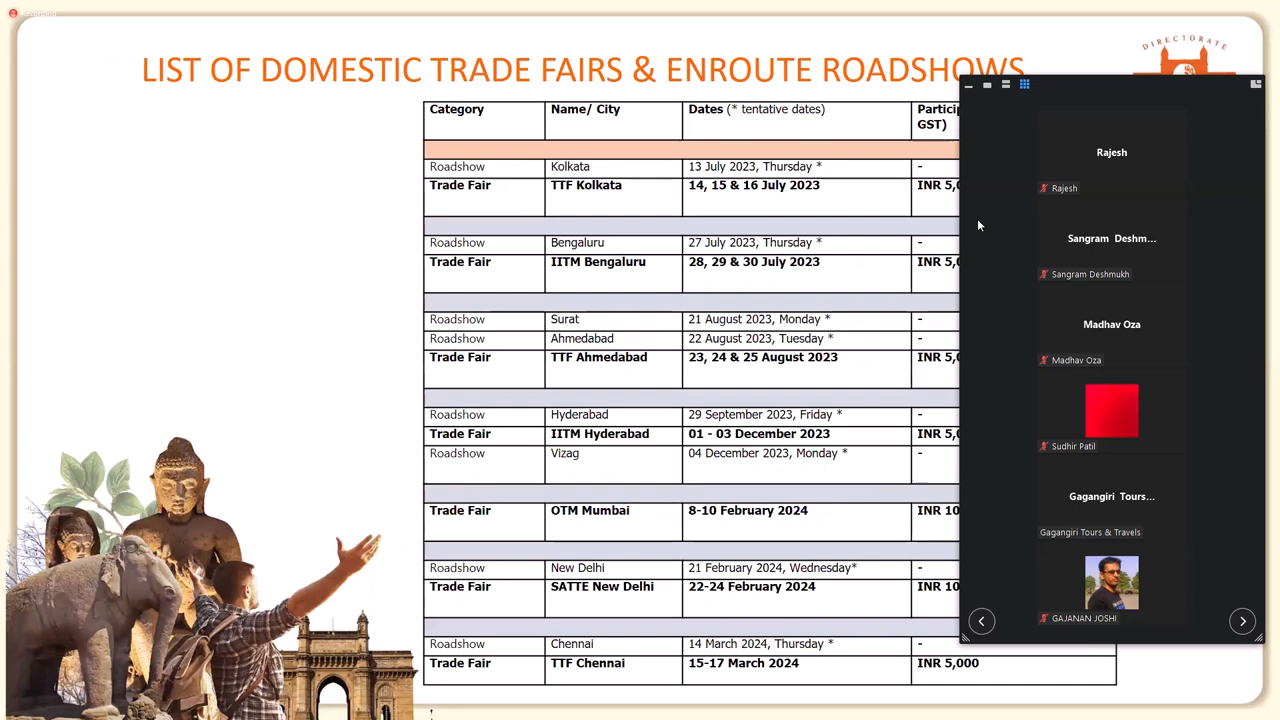 LIST OF DOMESTIC TRADE FAIRS & ENROUTE ROADSHOWS
DIRECTORATE
Category Name/ City Dates (* tentative dates)
GST)
Roadshow Kolkata 13 July 2023, Thursday * -
Trade Fair TTF Kolkata 14, 15 & 16 July 2023 INR
Roadshow Bengaluru 27 July 2023, Thursday * -
Trade Fair IITM Bengaluru 28, 29 & 30 July 2023 INR
Roadshow Surat 21 August 2023, Monday * -
Roadshow Ahmedabad 22 August 2023, Tuesday * -
Trade Fair TTF Ahmedabad 23, 24 & 25 August 2023 INR
Roadshow Hyderabad 29 September 2023, Friday * -
Trade Fair IITM Hyderabad 01 - 03 December 2023 INR
Roadshow Vizag 04 December 2023, Monday * -
Trade Fair OTM Mumbai 8-10 February 2024 INR
Roadshow New Delhi 21 February 2024, Wednesday* -
Trade Fair SATTE New Delhi 22-24 February 2024 INR
Roadshow Chennai 14 March 2024, Thursday * -
Trade Fair TTF Chennai 15-17 March 2024 INR 5,000
Rajesh
Rajesh
Sangram Deshm...
Sangram Deshmukh
Madhav Oza
Madhav Oza
Sudhir Patil
Gagangiri Tours...
Gagangiri Tours & Travels
GAJANAN JOSHI